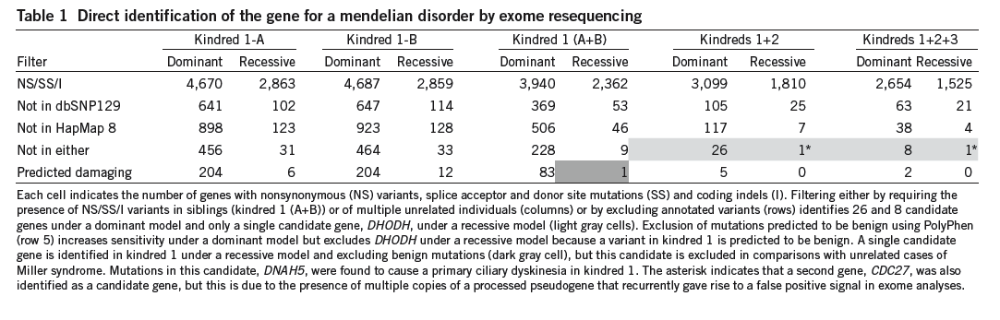 Table 1 Direct identification of the gene for a mendelian disorder by exome resequencing
Kindred 1-A Kindred 1-B Kindred 1 (A+B) Kindreds 1+2 Kindreds 1+2+3
Filter Dominant Recessive Dominant Recessive Dominant Recessive Dominant Recessive Dominant Recessive
NS/SS/I 4,670 2,863 4,687 2,859 3,940 2,362 3,099 1,810 2,654 1,525
Not in dbSNP129 641 102 647 114 369 53 105 25 63 21
Not in HapMap 8 898 123 923 128 506 46 117 7 38 4
Not in either 456 31 464 33 228 9 26 1* 8 1*
Predicted damaging 204 6 204 12 83 1 5 0 2 0
Each cell indicates the number of genes with nonsynonymous (NS) variants, splice acceptor and donor site mutations (SS) and coding indels (I). Filtering either by requiring the
presence of NS/SS/I variants in siblings (kindred 1 (A+B)) or of multiple unrelated individuals (columns) or by excluding annotated variants (rows) identifies 26 and 8 candidate
genes under a dominant model and only a single candidate gene, DHODH, under a recessive model (light gray cells). Exclusion of mutations predicted to be benign using PolyPhen
(row 5) increases sensitivity under a dominant model but excludes DHODH under a recessive model because a variant in kindred 1 is predicted to be benign. A single candidate
gene is identified in kindred 1 under a recessive model and excluding benign mutations (dark gray cell), but this candidate is excluded in comparisons with unrelated cases of
Miller syndrome. Mutations in this candidate, DNAH5, were found to cause a primary ciliary dyskinesia in kindred 1. The asterisk indicates that a second gene, CDC27, was also
identified as a candidate gene, but this is due to the presence of multiple copies of a processed pseudogene that recurrently gave rise to a false positive signal in exome analyses.